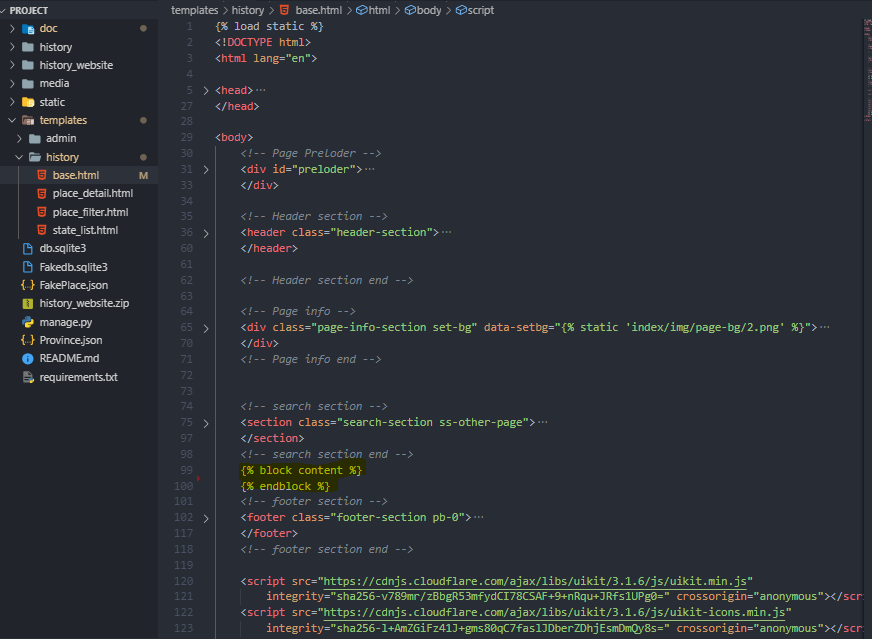 PROJECT
doc
history
history_website
media
static
templates
admin
history
base.html M
place_detail.html
place_filter.html
state_list.html
db.sqlite3
Fakedb.sqlite3
FakePlace.json
history_website.zip
manage.py
Province.json
README.md
requirements.txt
templates > history > base.html > html > body > script
1 {% load static %}
2 <!DOCTYPE html>
3 <html lang="en">
4
5 <head>···
27 </head>
28
29 <body>
30 <!-- Page Preloder -->
31 <div id="preloder">···
33 </div>
34
35 <!-- Header section -->
36 <header class="header-section">···
60 </header>
61
62 <!-- Header section end -->
63
64 <!-- Page info -->
65 <div class="page-info-section set-bg" data-setbg="{% static 'index/img/page-bg/2.png' %}">···
70 </div>
71 <!-- Page info end -->
72
73
74 <!-- search section -->
75 <section class="search-section ss-other-page">···
97 </section>
98 <!-- search section end -->
99 {% block content %}
100 {% endblock %}
101 <!-- footer section -->
102 <footer class="footer-section pb-0">···
117 </footer>
118 <!-- footer section end -->
119
120 <script src="https://cdnjs.cloudflare.com/ajax/libs/uikit/3.1.6/js/uikit.min.js"
121 integrity="sha256-v789mr/zBbgR53mfydCI78CSAF+9+nRqu+JRfs1UPg0=" crossorigin="anonymous"></scr
122 <script src="https://cdnjs.cloudflare.com/ajax/libs/uikit/3.1.6/js/uikit-icons.min.js"
123 integrity="sha256-l+AmZGiFz41J+gms80qC7faslJDberZDhjEsmDmQy8s=" crossorigin="anonymous"></scr